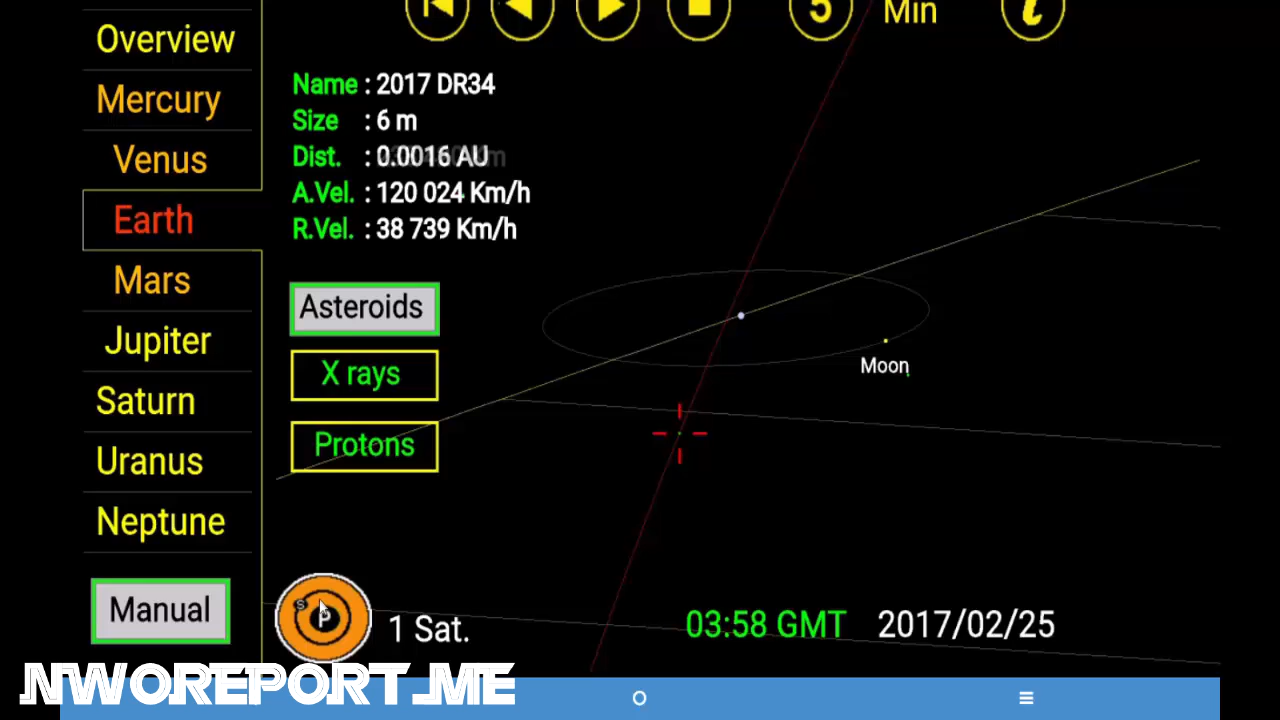 5 Min i
Overview
Mercury
Venus
Earth
Mars
Jupiter
Saturn
Uranus
Neptune
Manual
Name : 2017 DR34
Size : 6 m
Dist. : 0.0016 AU
A.Vel. : 120 024 Km/h
R.Vel. : 38 739 Km/h
Asteroids
X rays
Protons
Moon
S P
1 Sat.
03:58 GMT 2017/02/25
NWOREPORT.ME